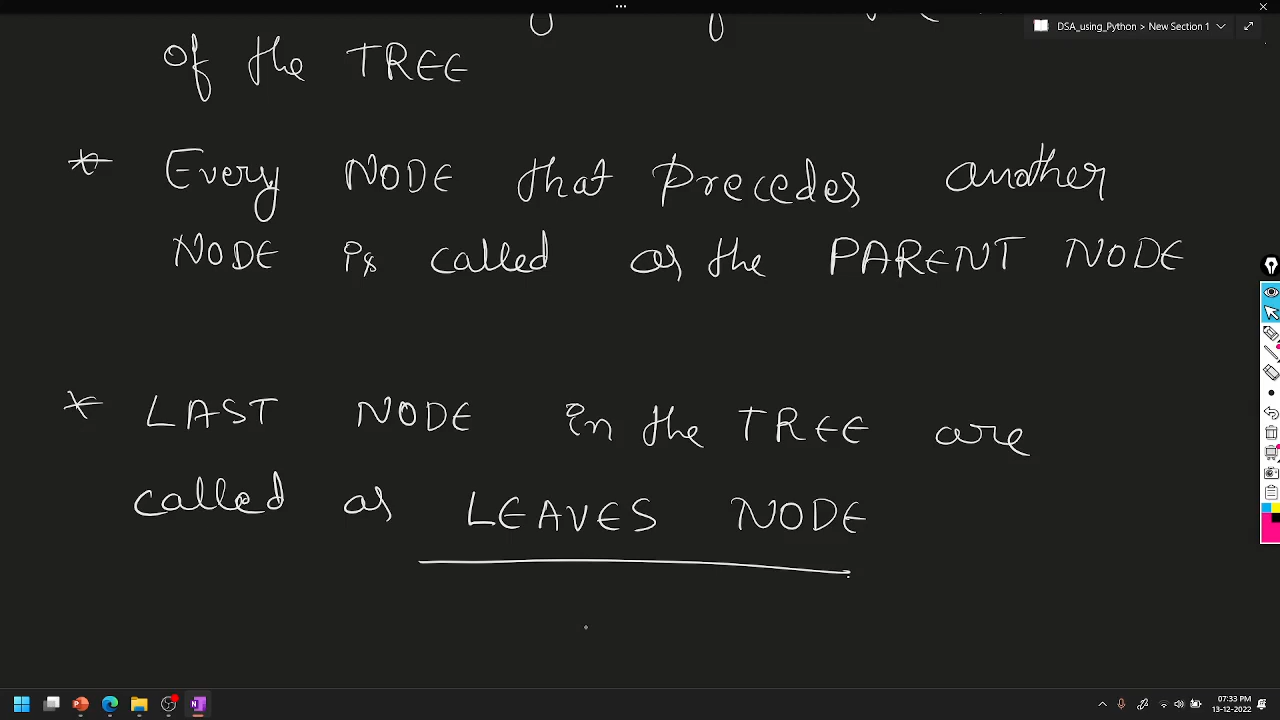 DSA_using_Python > New Section 1
of the TREE
* Every NODE that precedes another
NODE is called as the PARENT NODE
* LAST NODE in the TREE are
called as LEAVES NODE
07:33 PM
13-12-2022